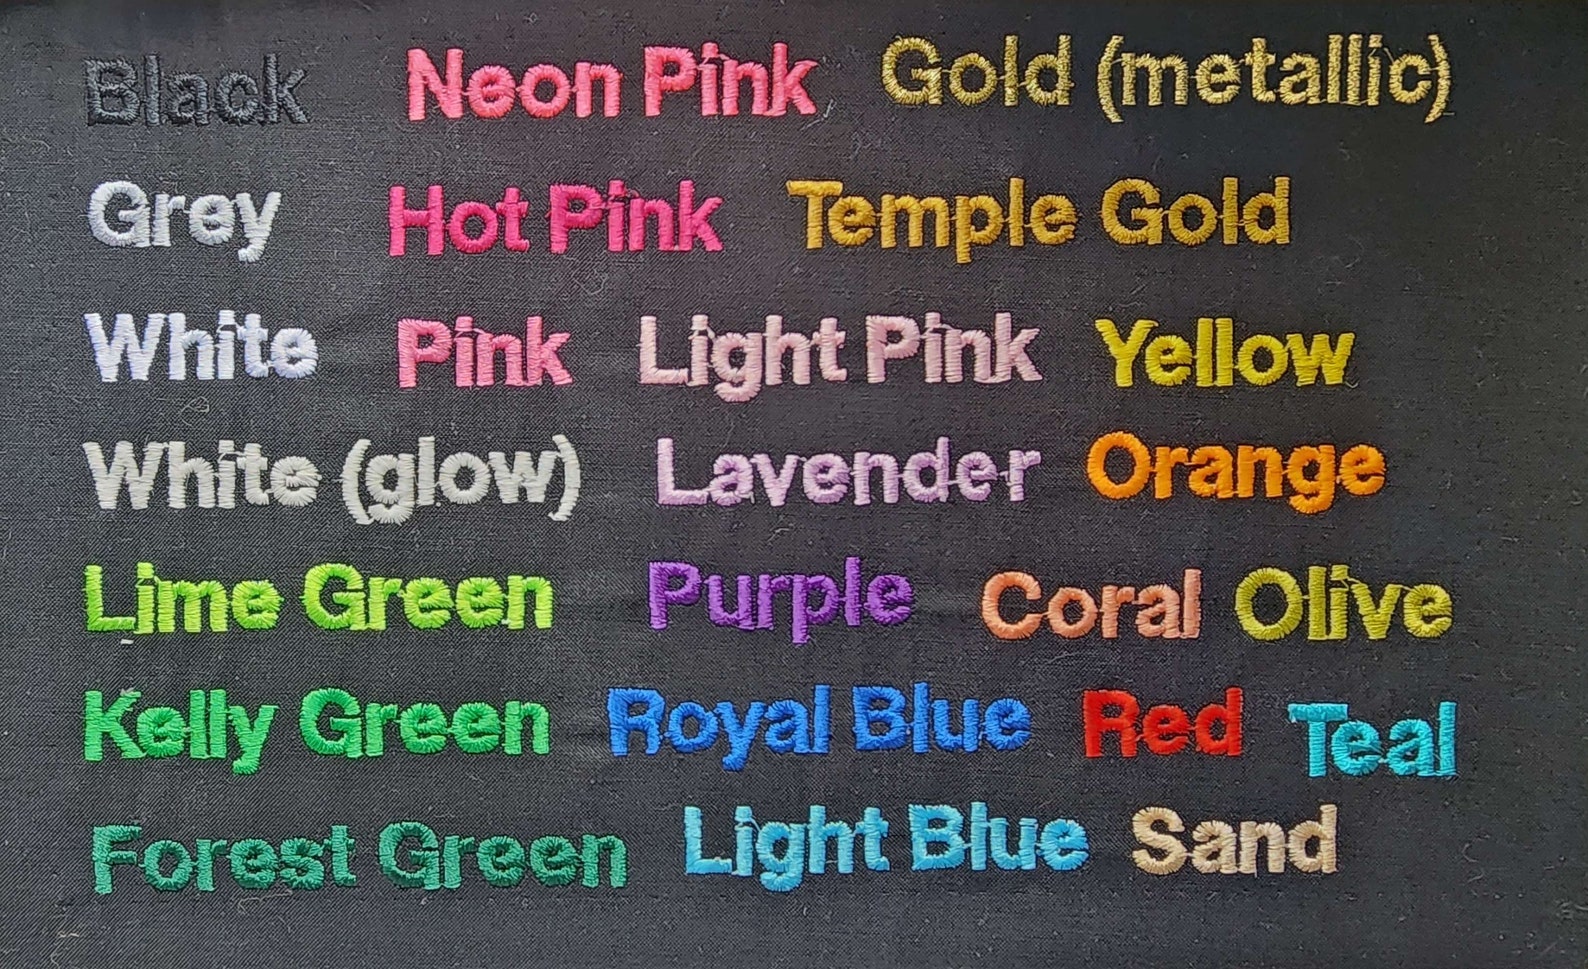 Black Neon Pink Gold (metallic)
Grey Hot Pink Temple Gold
White Pink Light Pink Yellow
White (glow) Lavender Orange
Lime Green Purple Coral Olive
Kelly Green Royal Blue Red Teal
Forest Green Light Blue Sand